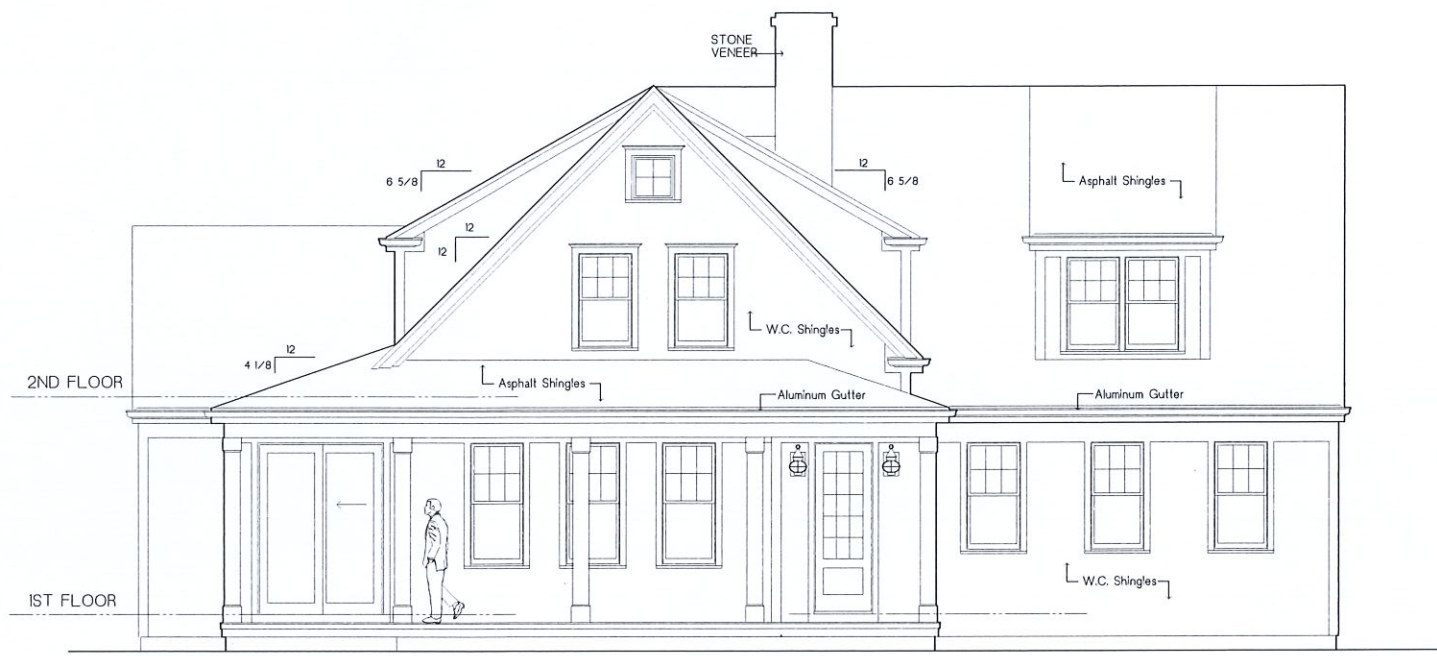 STONE
VENEER
12
6 5/8
12
6 5/8
Asphalt Shingles
12
12
W.C. Shingles
12
4 1/8
2ND FLOOR
Asphalt Shingles
Aluminum Gutter
Aluminum Gutter
W.C. Shingles
1ST FLOOR